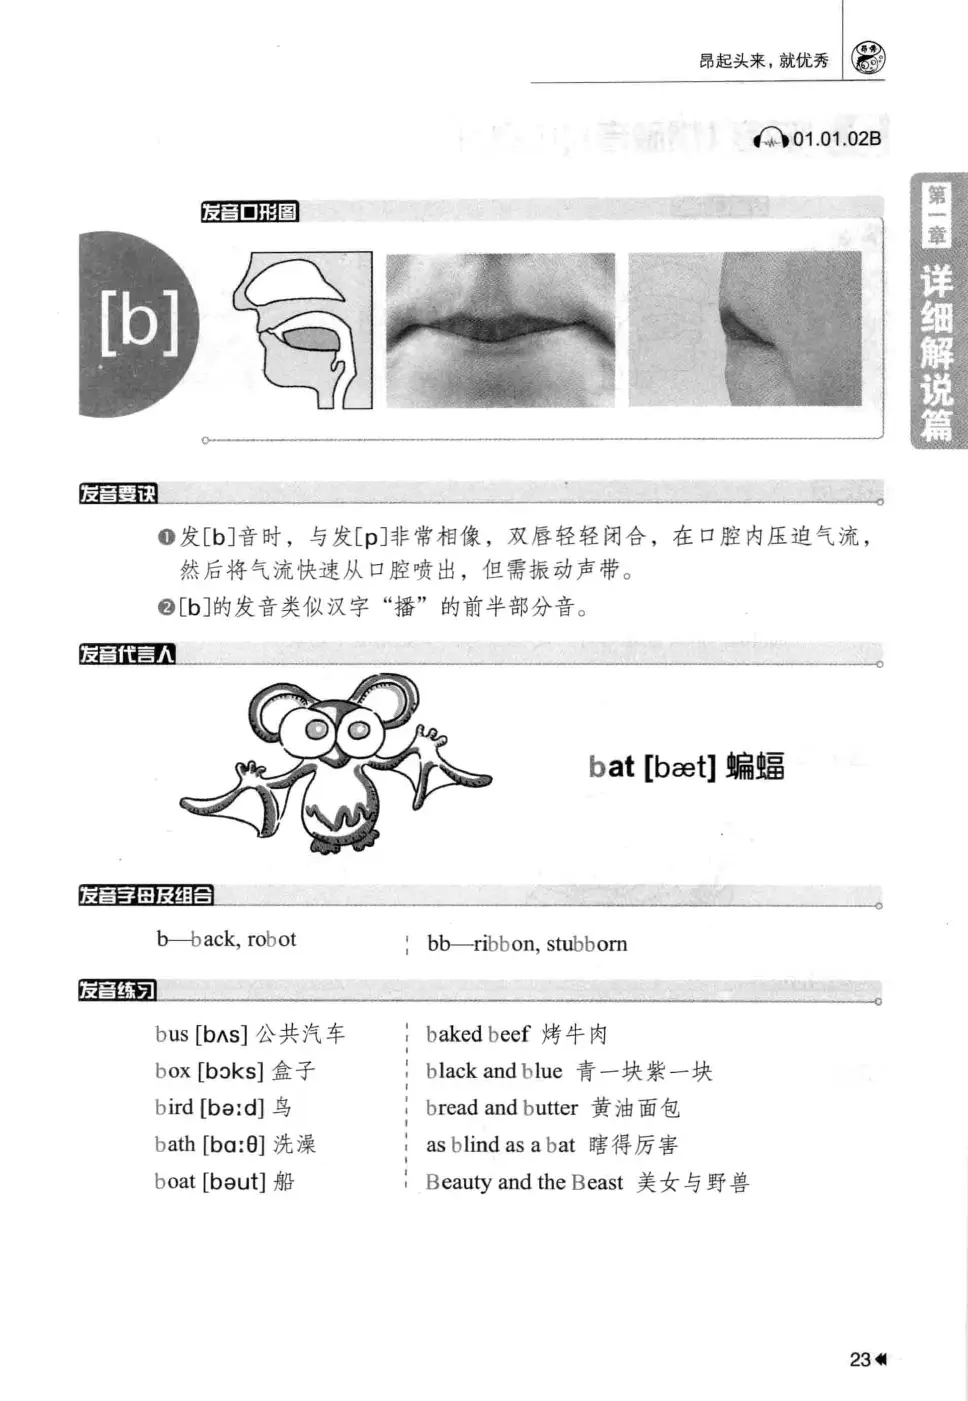 昂起头来，就优秀
昂秀
01.01.02B
第一章
详细解说篇
发音口形图
[b]
发音要诀
❶发[b]音时，与发[p]非常相像，双唇轻轻闭合，在口腔内压迫气流，
然后将气流快速从口腔喷出，但需振动声带。
❷[b]的发音类似汉字“播”的前半部分音。
发音代言人
bat [bæt] 蝙蝠
发音字母及组合
b—back, robot
bb—ribbon, stubborn
发音练习
bus [bʌs] 公共汽车
box [bɔks] 盒子
bird [bə:d] 鸟
bath [bɑ:θ] 洗澡
boat [bəut] 船
baked beef 烤牛肉
black and blue 青一块紫一块
bread and butter 黄油面包
as blind as a bat 瞎得厉害
Beauty and the Beast 美女与野兽
23